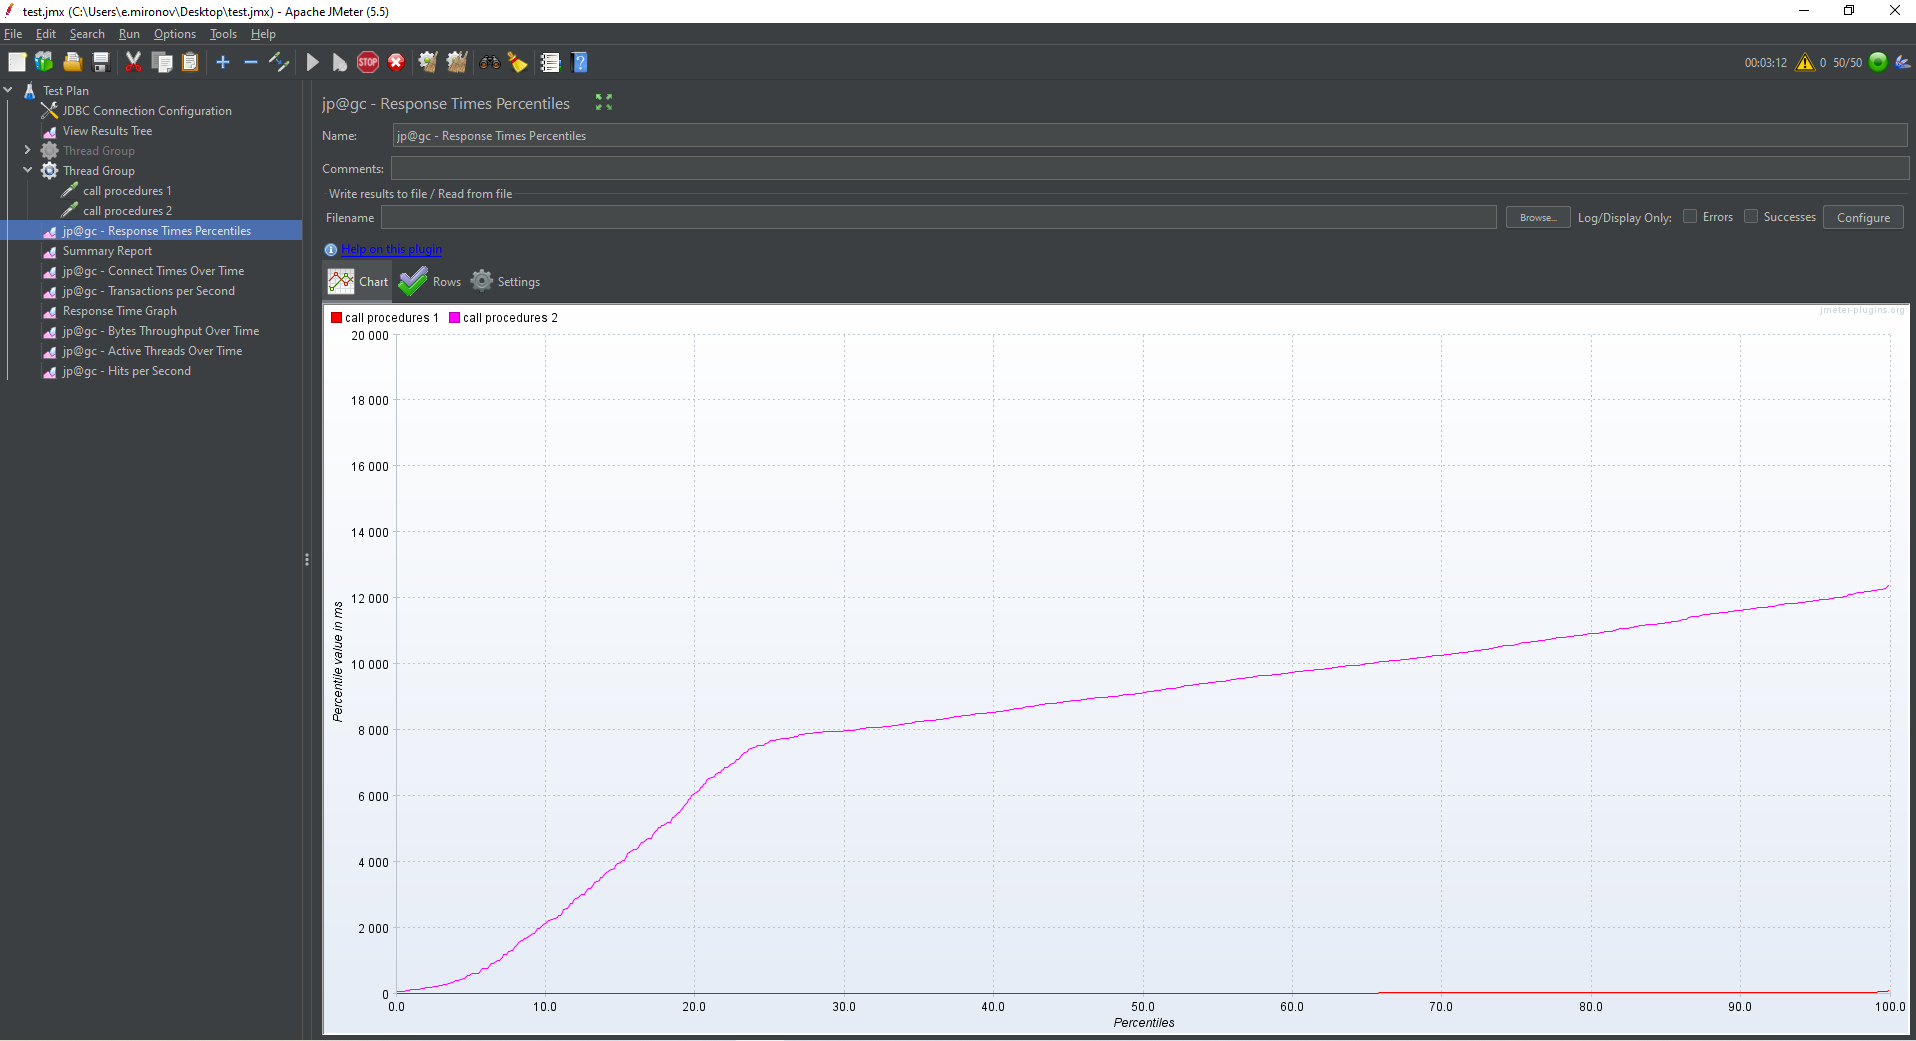 test.jmx (C:\Users\e.mironov\Desktop\test.jmx) - Apache JMeter (5.5)
File Edit Search Run Options Tools Help
STOP
00:03:12 0 50/50
Test Plan
JDBC Connection Configuration
View Results Tree
Thread Group
Thread Group
call procedures 1
call procedures 2
jp@gc - Response Times Percentiles
Summary Report
jp@gc - Connect Times Over Time
jp@gc - Transactions per Second
Response Time Graph
jp@gc - Bytes Throughput Over Time
jp@gc - Active Threads Over Time
jp@gc - Hits per Second
jp@gc - Response Times Percentiles
Name: jp@gc - Response Times Percentiles
Comments:
Write results to file / Read from file
Filename Browse... Log/Display Only: Errors Successes Configure
Help on this plugin
Chart Rows Settings
call procedures 1 call procedures 2
jmeter-plugins.org
20 000
18 000
16 000
14 000
12 000
10 000
8 000
6 000
4 000
2 000
0
Percentile value in ms
0.0 10.0 20.0 30.0 40.0 50.0 60.0 70.0 80.0 90.0 100.0
Percentiles